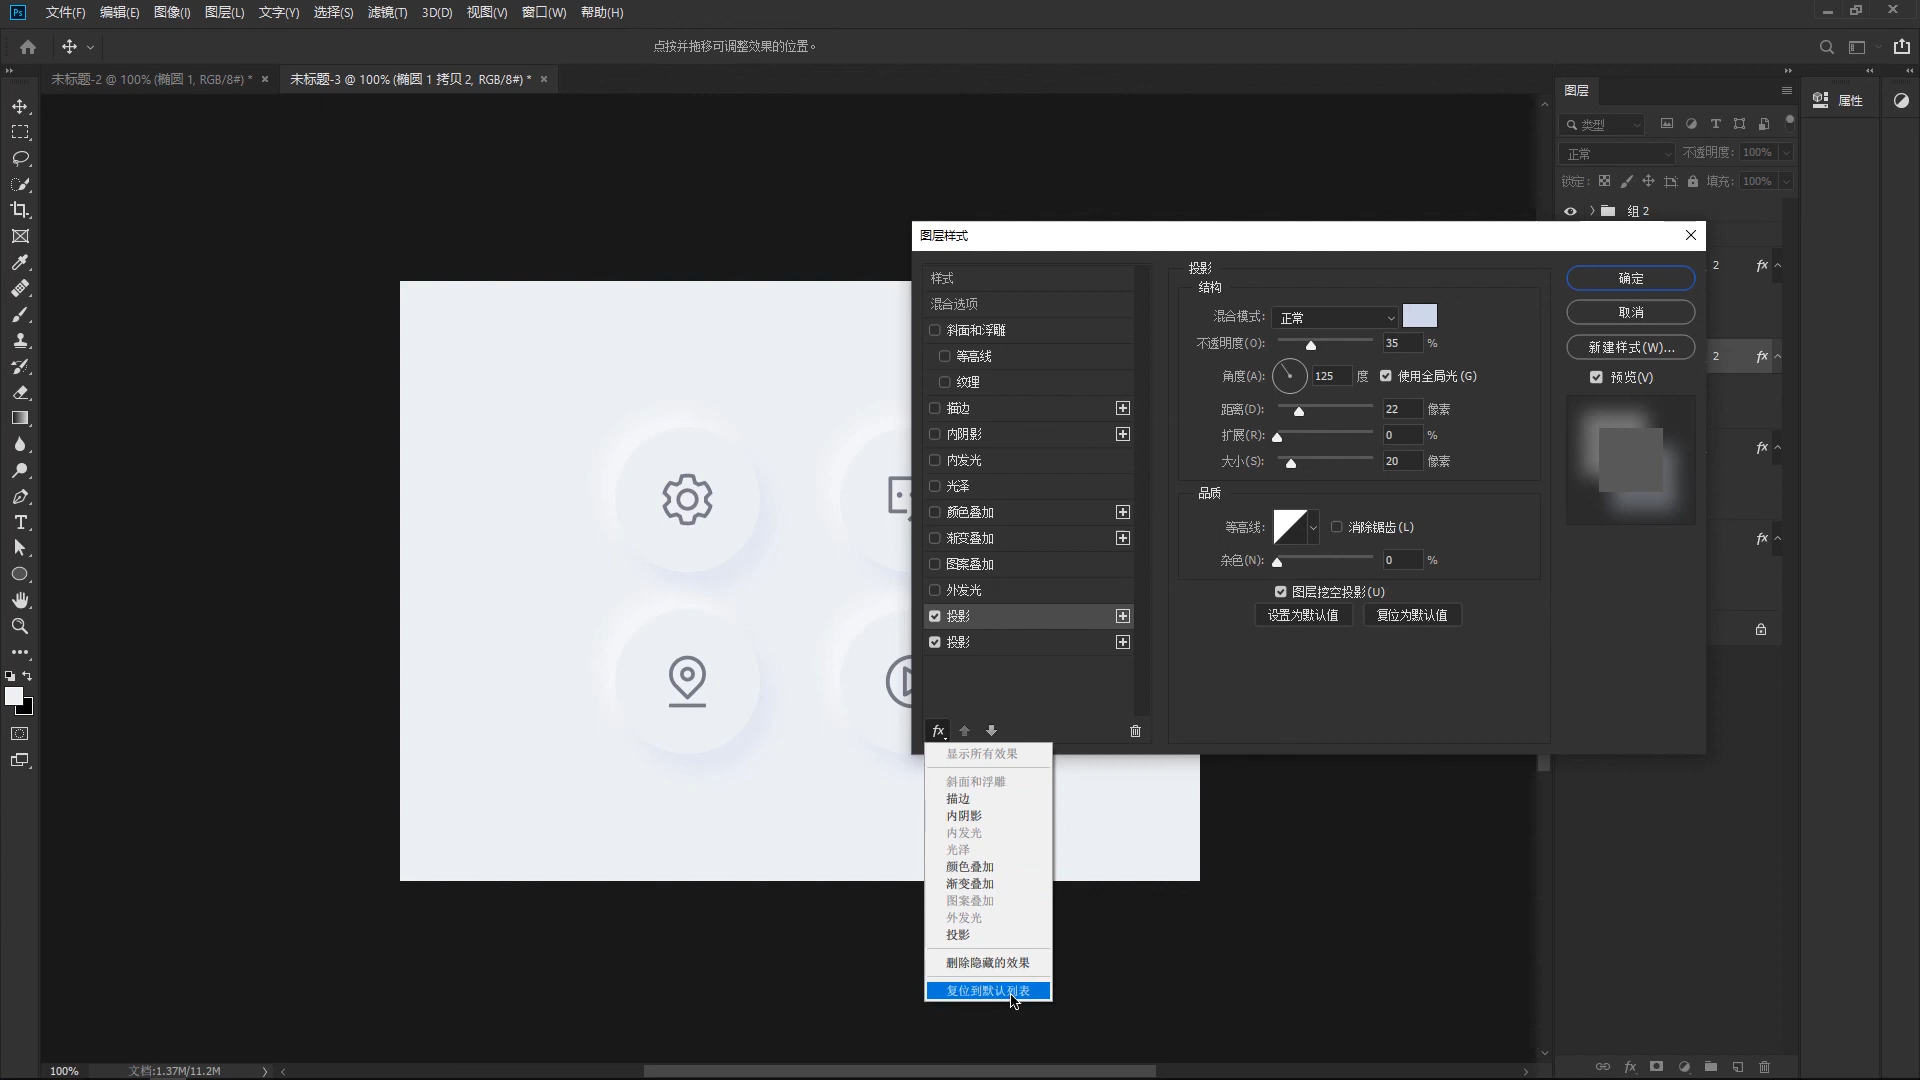 Ps 文件(F) 编辑(E) 图像(I) 图层(L) 文字(Y) 选择(S) 滤镜(T) 3D(D) 视图(V) 窗口(W) 帮助(H)
点按并拖移可调整效果的位置。
未标题-2 @ 100% (椭圆 1, RGB/8#) * ×
未标题-3 @ 100% (椭圆 1 拷贝 2, RGB/8#) * ×
图层
属性
类型
正常 不透明度: 100%
锁定: 填充: 100%
组 2
2 fx
2 fx
fx
fx
图层样式
样式
混合选项
斜面和浮雕
等高线
纹理
描边
内阴影
内发光
光泽
颜色叠加
渐变叠加
图案叠加
外发光
投影
投影
fx
投影
结构
混合模式: 正常
不透明度(O): 35 %
角度(A): 125 度 使用全局光 (G)
距离(D): 22 像素
扩展(R): 0 %
大小(S): 20 像素
品质
等高线: 消除锯齿 (L)
杂色(N): 0 %
图层挖空投影(U)
设置为默认值 复位为默认值
确定
取消
新建样式(W)...
预览(V)
显示所有效果
斜面和浮雕
描边
内阴影
内发光
光泽
颜色叠加
渐变叠加
图案叠加
外发光
投影
删除隐藏的效果
复位到默认列表
100% 文档:1.37M/11.2M
fx